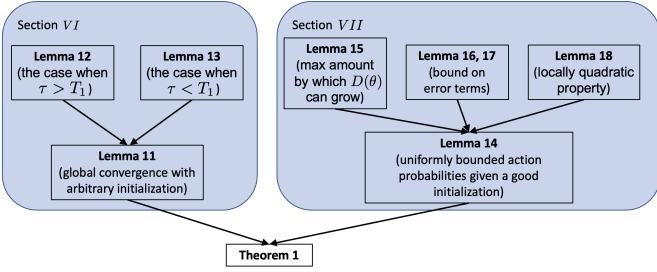 Section VI
Lemma 12
(the case when
τ > T₁)
Lemma 13
(the case when
τ < T₁)
Lemma 11
(global convergence with
arbitrary initialization)
Section VII
Lemma 15
(max amount
by which D(θ)
can grow)
Lemma 16, 17
(bound on
error terms)
Lemma 18
(locally quadratic
property)
Lemma 14
(uniformly bounded action
probabilities given a good
initialization)
Theorem 1